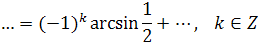 ... = (−1)^k arcsin 1/2 + ⋯, k ∈ Z